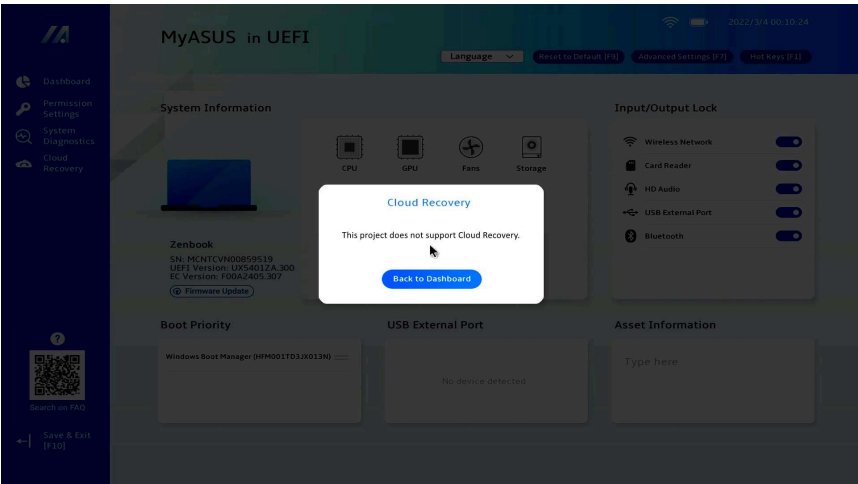 MyASUS in UEFI
2022/3/4 00:10:24
Language
Reset to Default [F9]
Advanced Settings [F7]
Hot Keys [F1]
Dashboard
Permission
Settings
System
Diagnostics
Cloud
Recovery
System Information
CPU
GPU
Fans
Storage
Zenbook
SN: MCNTCVN00859519
UEFI Version: UX5401ZA.300
EC Version: F00A2405.307
Firmware Update
Input/Output Lock
Wireless Network
Card Reader
HD Audio
USB External Port
Bluetooth
Cloud Recovery
This project does not support Cloud Recovery.
Back to Dashboard
Boot Priority
Windows Boot Manager (HFM001TD3JX013N)
USB External Port
No device detected
Asset Information
Type here
Search on FAQ
Save & Exit
[F10]